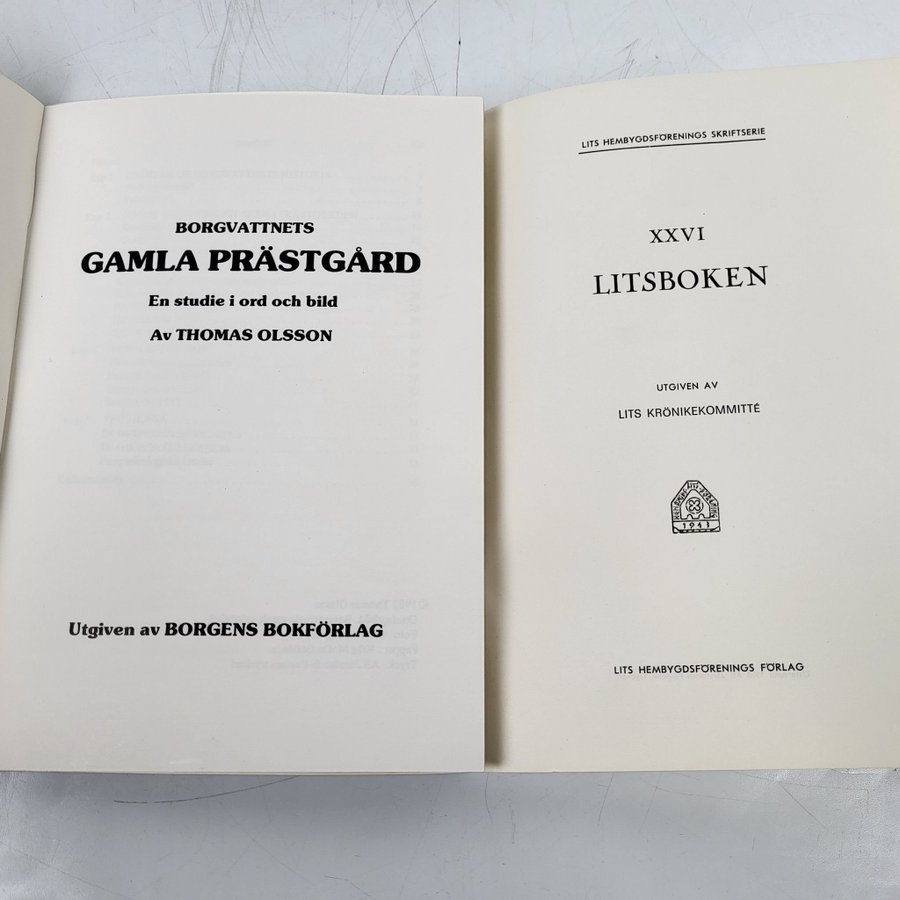 BORGVATTNETS
GAMLA PRÄSTGÅRD
En studie i ord och bild
Av THOMAS OLSSON
Utgiven av BORGENS BOKFÖRLAG
LITS HEMBYGDSFÖRENINGS SKRIFTSERIE
XXVI
LITSBOKEN
UTGIVEN AV
LITS KRÖNIKEKOMMITTÉ
1943
LITS HEMBYGDSFÖRENINGS FÖRLAG